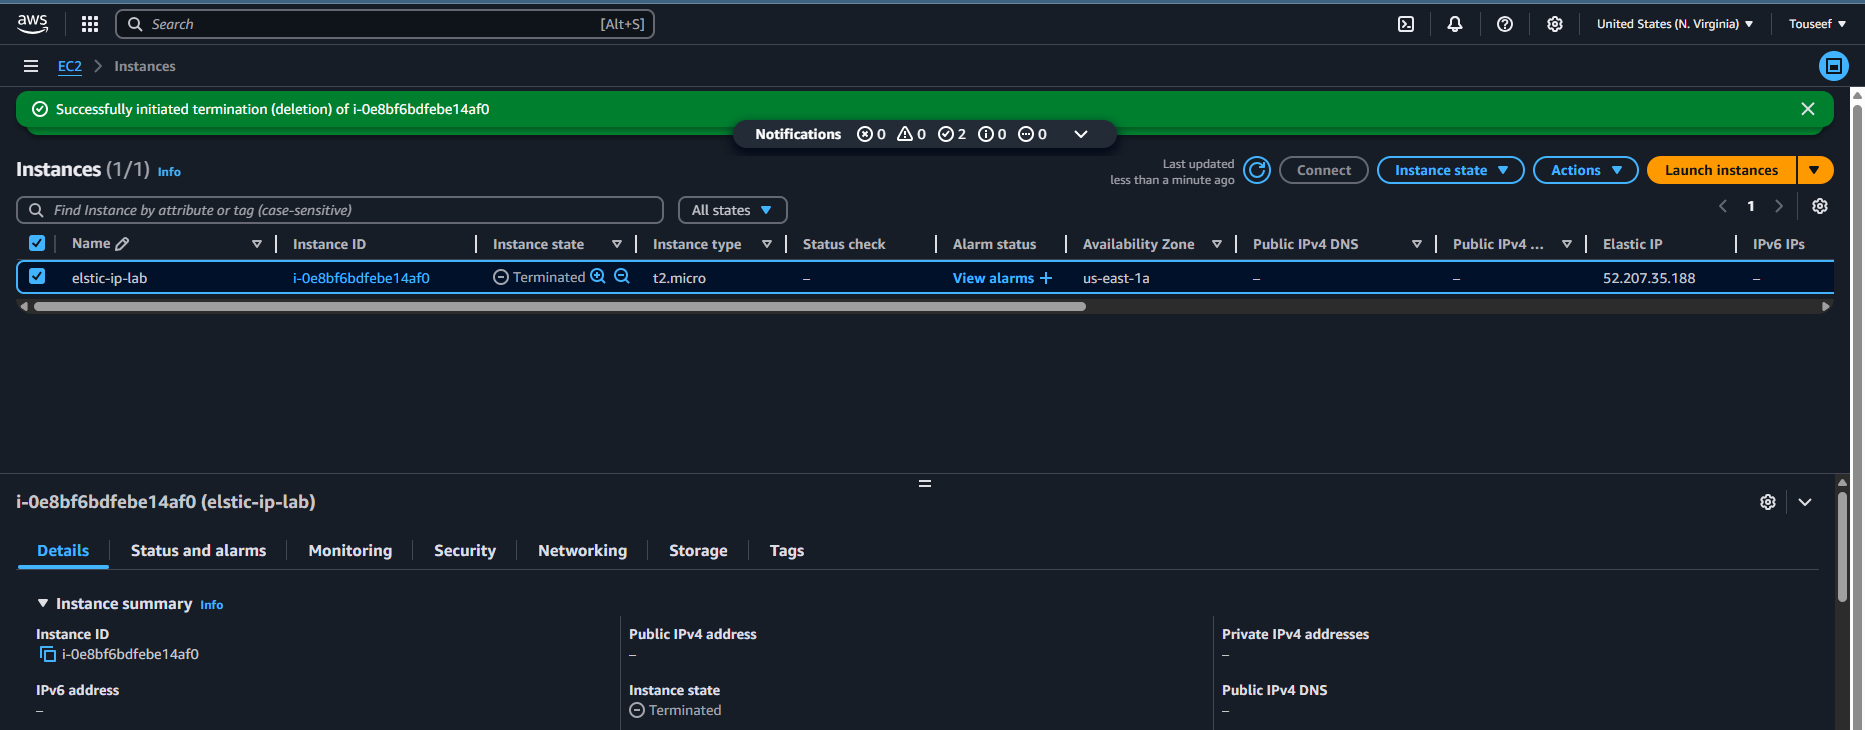 aws Search [Alt+S] United States (N. Virginia) Touseef
EC2 Instances
Successfully initiated termination (deletion) of i-0e8bf6bdfebe14af0
Notifications 0 0 2 0 0
Instances (1/1) Info
Last updated
less than a minute ago
Connect Instance state Actions Launch instances
Find Instance by attribute or tag (case-sensitive) All states 1
Name Instance ID Instance state Instance type Status check Alarm status Availability Zone Public IPv4 DNS Public IPv4 ... Elastic IP IPv6 IPs
elstic-ip-lab i-0e8bf6bdfebe14af0 Terminated t2.micro – View alarms + us-east-1a – – 52.207.35.188 –
i-0e8bf6bdfebe14af0 (elstic-ip-lab)
Details Status and alarms Monitoring Security Networking Storage Tags
Instance summary Info
Instance ID
i-0e8bf6bdfebe14af0
Public IPv4 address
–
Private IPv4 addresses
–
IPv6 address
–
Instance state
Terminated
Public IPv4 DNS
–